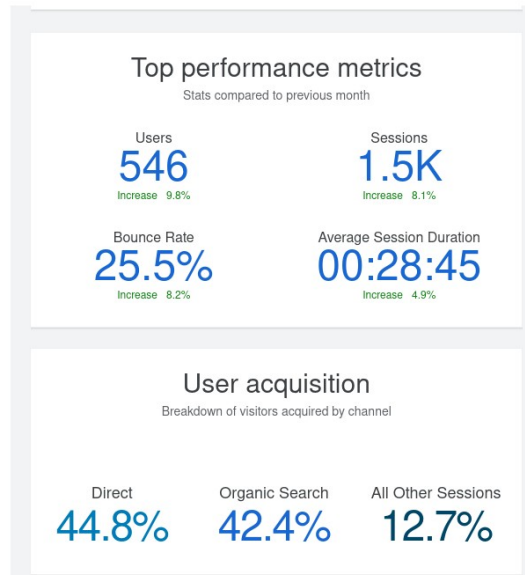 Top performance metrics
Stats compared to previous month
Users
Sessions
546
1.5K
Increase 9.8%
Increase 8.1%
Bounce Rate
Average Session Duration
25.5%
00:28:45
Increase 8.2%
Increase 4.9%
User acquisition
Breakdown of visitors acquired by channel
Direct
Organic Search
All Other Sessions
44.8%
42.4%
12.7%